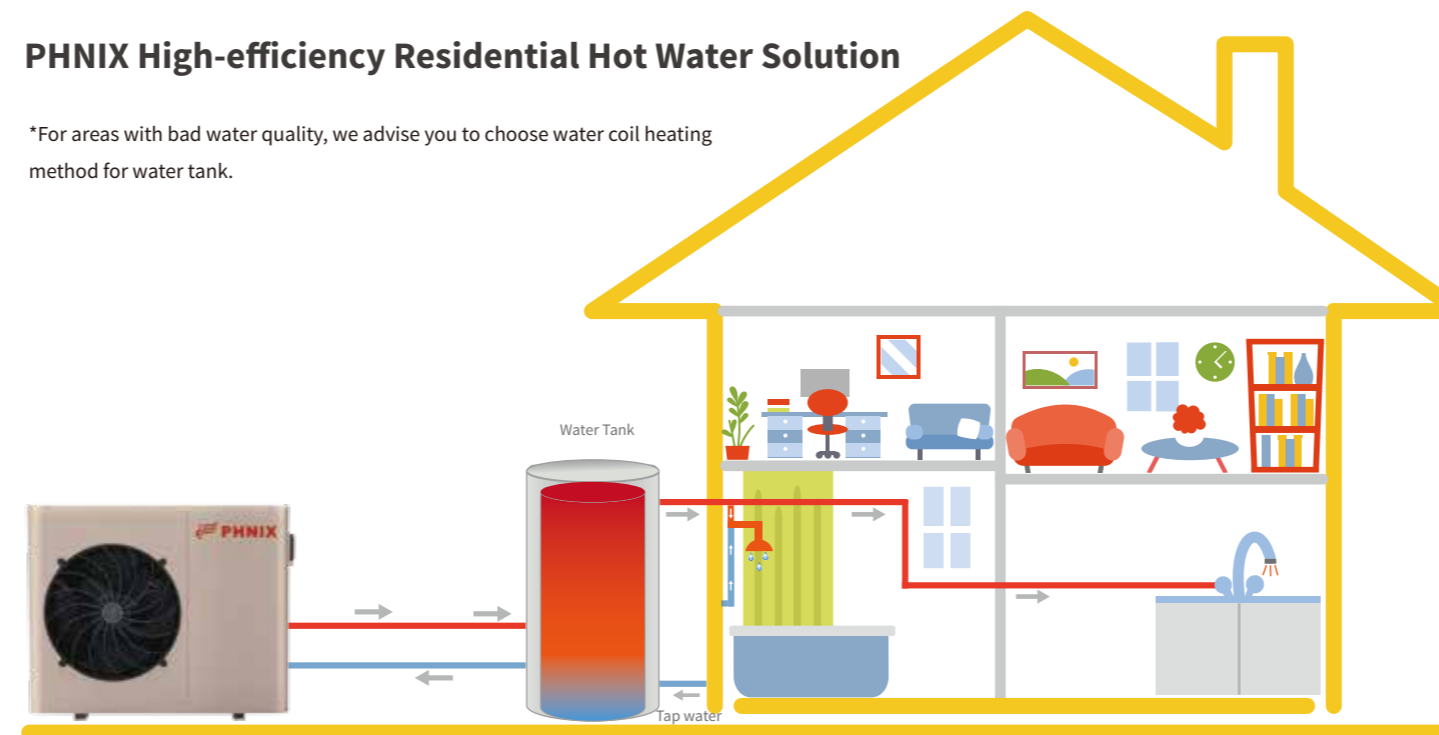 PHNIX High-efficiency Residential Hot Water Solution
*For areas with bad water quality, we advise you to choose water coil heating
method for water tank.
Water Tank
PHNIX
Tap water